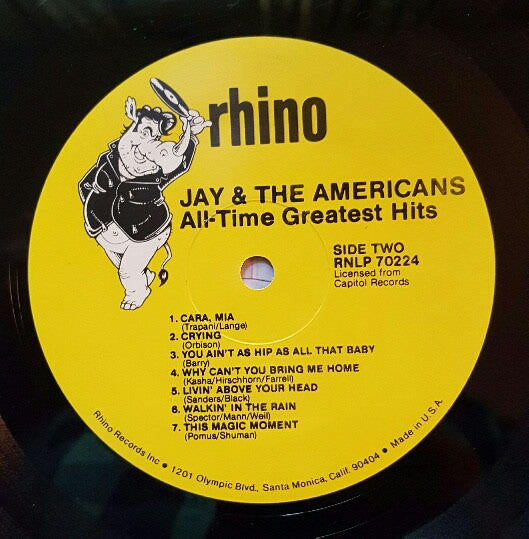 rhino
JAY & THE AMERICANS
All-Time Greatest Hits
SIDE TWO
RNLP 70224
Licensed from
Capitol Records
1. CARA, MIA
(Trapani/Lange)
2. CRYING
(Orbison)
3. YOU AIN'T AS HIP AS ALL THAT BABY
(Barry)
4. WHY CAN'T YOU BRING ME HOME
(Kasha/Hirschhorn/Farrell)
5. LIVIN' ABOVE YOUR HEAD
(Sanders/Black)
6. WALKIN' IN THE RAIN
(Spector/Mann/Weil)
7. THIS MAGIC MOMENT
(Pomus/Shuman)
Rhino Records Inc • 1201 Olympic Blvd., Santa Monica, Calif. 90404 • Made in U.S.A.